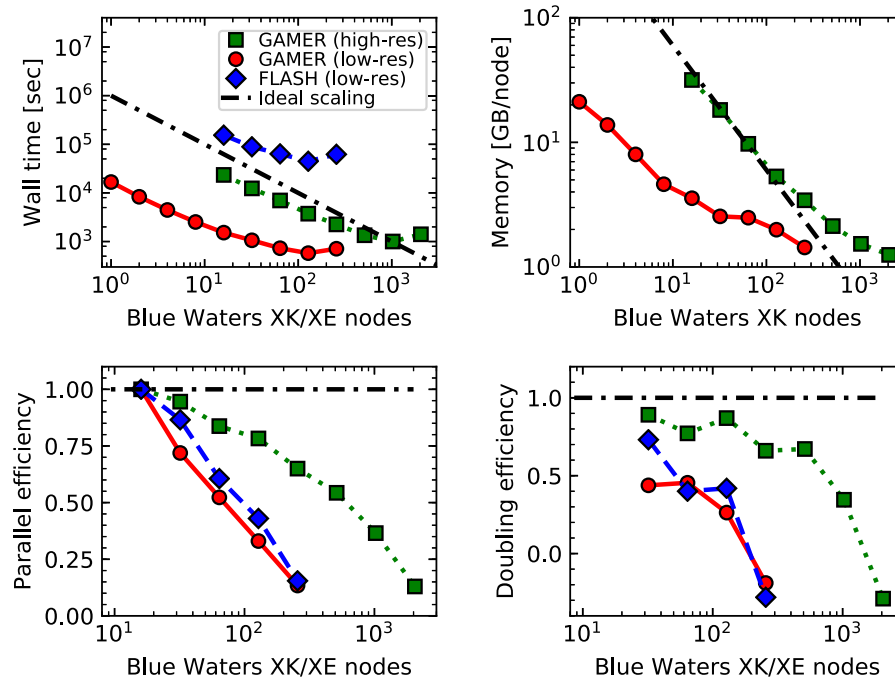 Wall time [sec]
10^7
10^6
10^5
10^4
10^3
GAMER (high-res)
GAMER (low-res)
FLASH (low-res)
Ideal scaling
10^0 10^1 10^2 10^3
Blue Waters XK/XE nodes
Memory [GB/node]
10^2
10^1
10^0
10^0 10^1 10^2 10^3
Blue Waters XK nodes
Parallel efficiency
1.00
0.75
0.50
0.25
0.00
10^1 10^2 10^3
Blue Waters XK/XE nodes
Doubling efficiency
1.0
0.5
0.0
10^1 10^2 10^3
Blue Waters XK/XE nodes